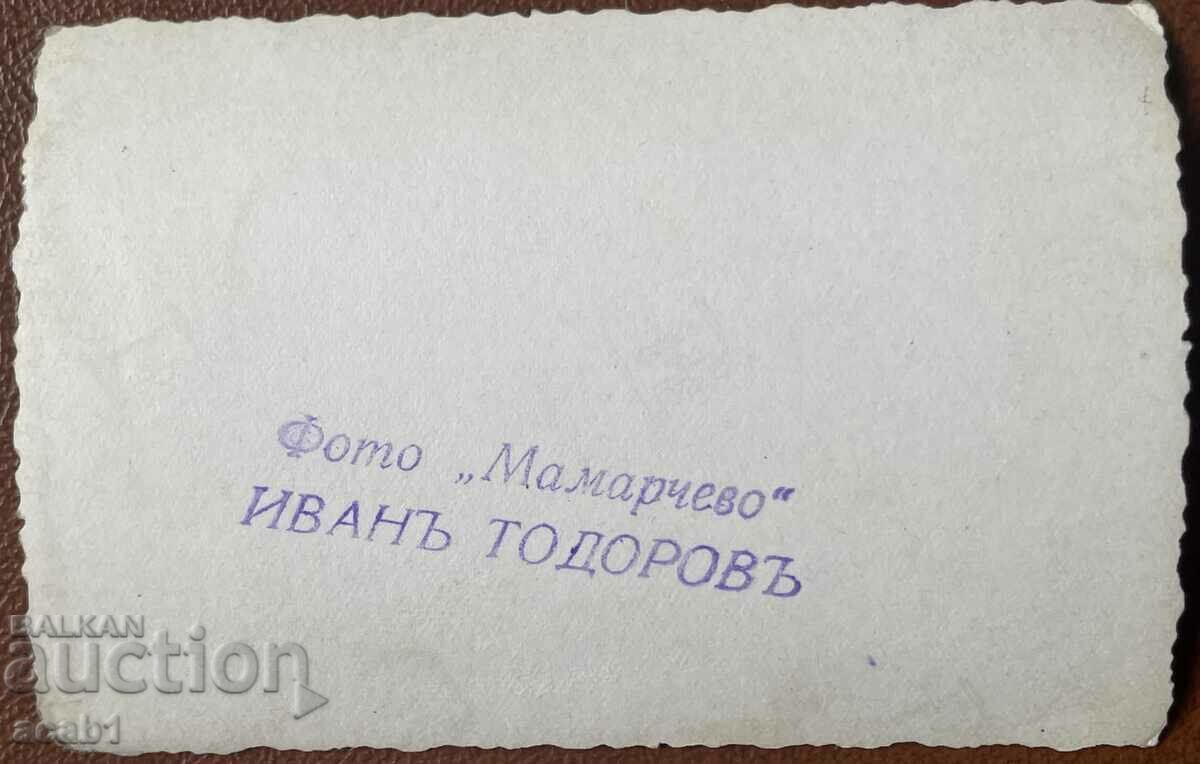 Фото „Мамарчево“
ИВАНЪ ТОДОРОВЪ
BALKAN
auction
acab1